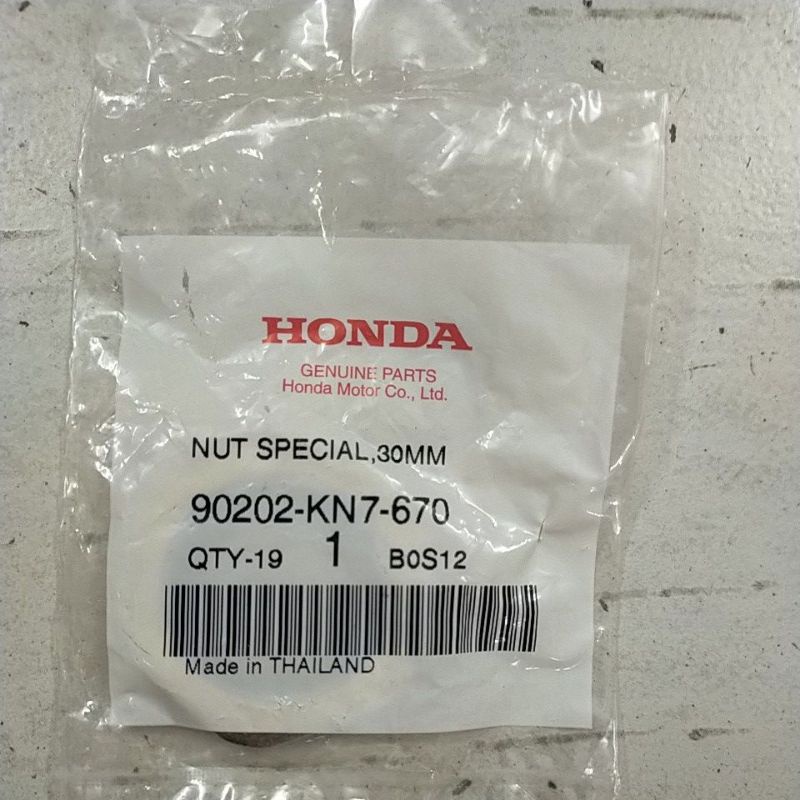 HONDA
GENUINE PARTS
Honda Motor Co., Ltd.
NUT SPECIAL,30MM
90202-KN7-670
QTY-19 1 B0S12
Made in THAILAND